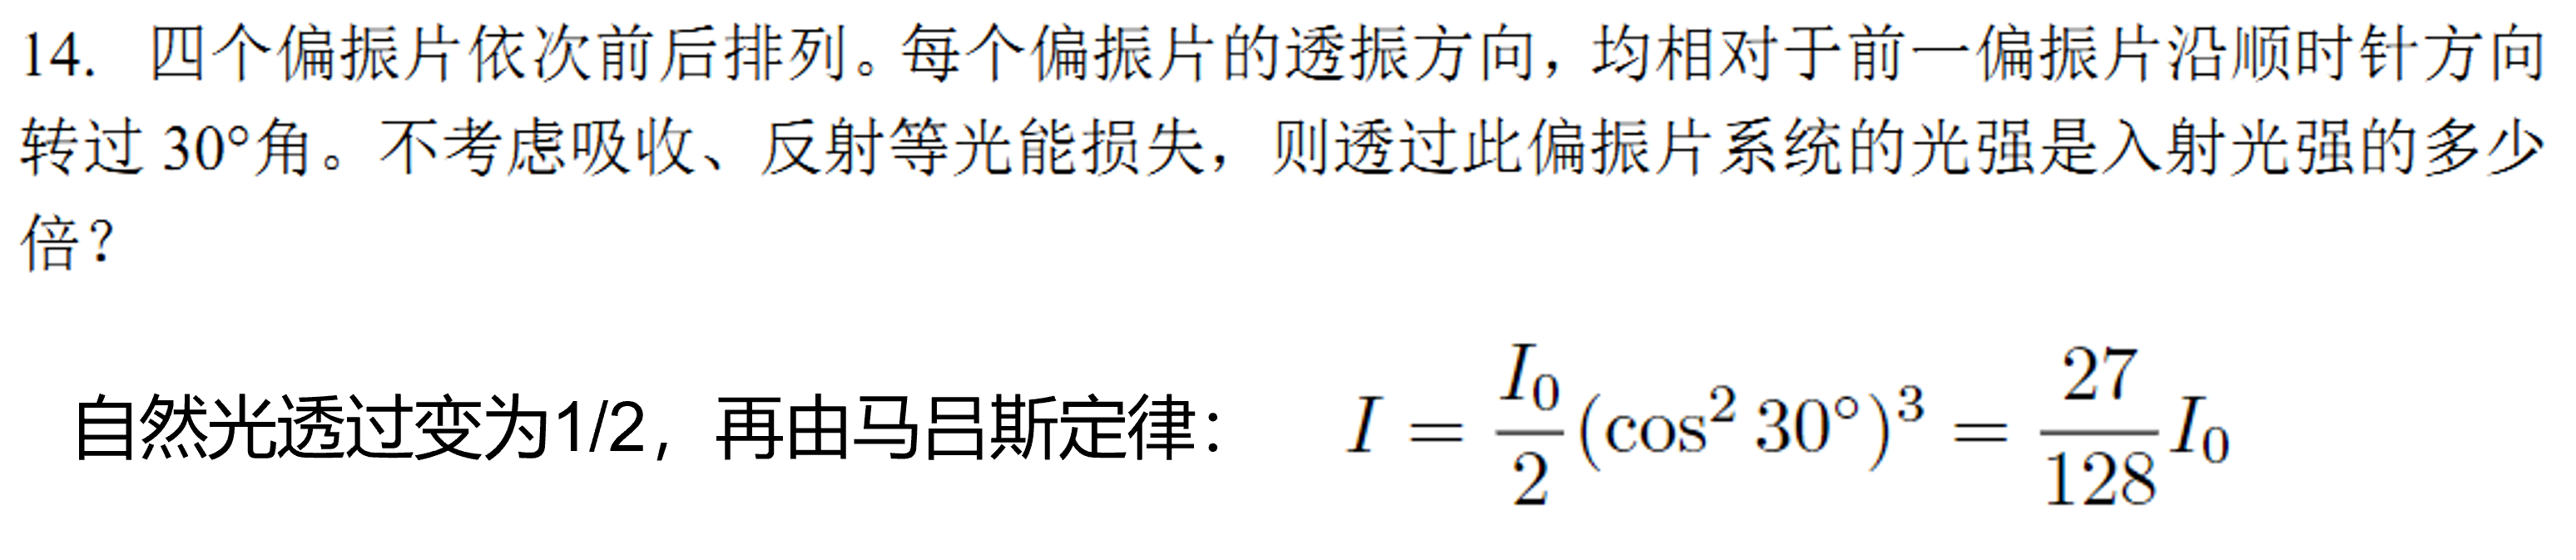 14. 四个偏振片依次前后排列。每个偏振片的透振方向，均相对于前一偏振片沿顺时针方向
转过 30°角。不考虑吸收、反射等光能损失，则透过此偏振片系统的光强是入射光强的多少
倍？
自然光透过变为1/2，再由马吕斯定律： I = \frac{I_0}{2}(\cos^2 30°)^3 = \frac{27}{128}I_0